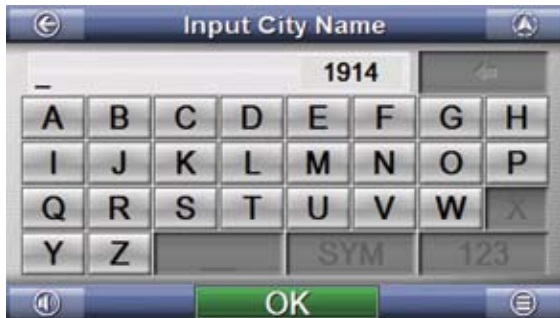 Input City Name
_ 1914
A B C D E F G H
I J K L M N O P
Q R S T U V W X
Y Z _ SYM 123
OK